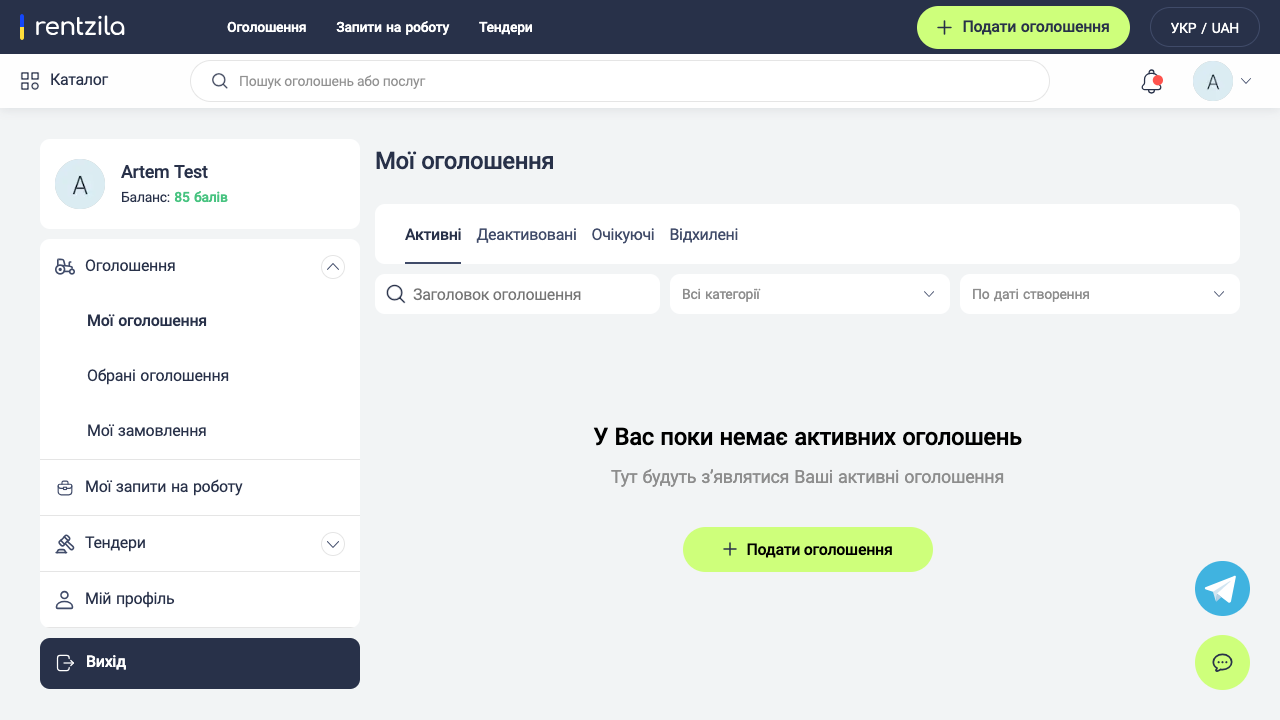 rentzila
Оголошення
Запити на роботу
Тендери
Подати оголошення
УКР / UAH
Каталог
Пошук оголошень або послуг
A
A
Artem Test
Баланс: 85 балів
Оголошення
Мої оголошення
Обрані оголошення
Мої замовлення
Мої запити на роботу
Тендери
Мій профіль
Вихід
Мої оголошення
Активні
Деактивовані
Очікуючі
Відхилені
Заголовок оголошення
Всі категорії
По даті створення
У Вас поки немає активних оголошень
Тут будуть з’являтися Ваші активні оголошення
Подати оголошення